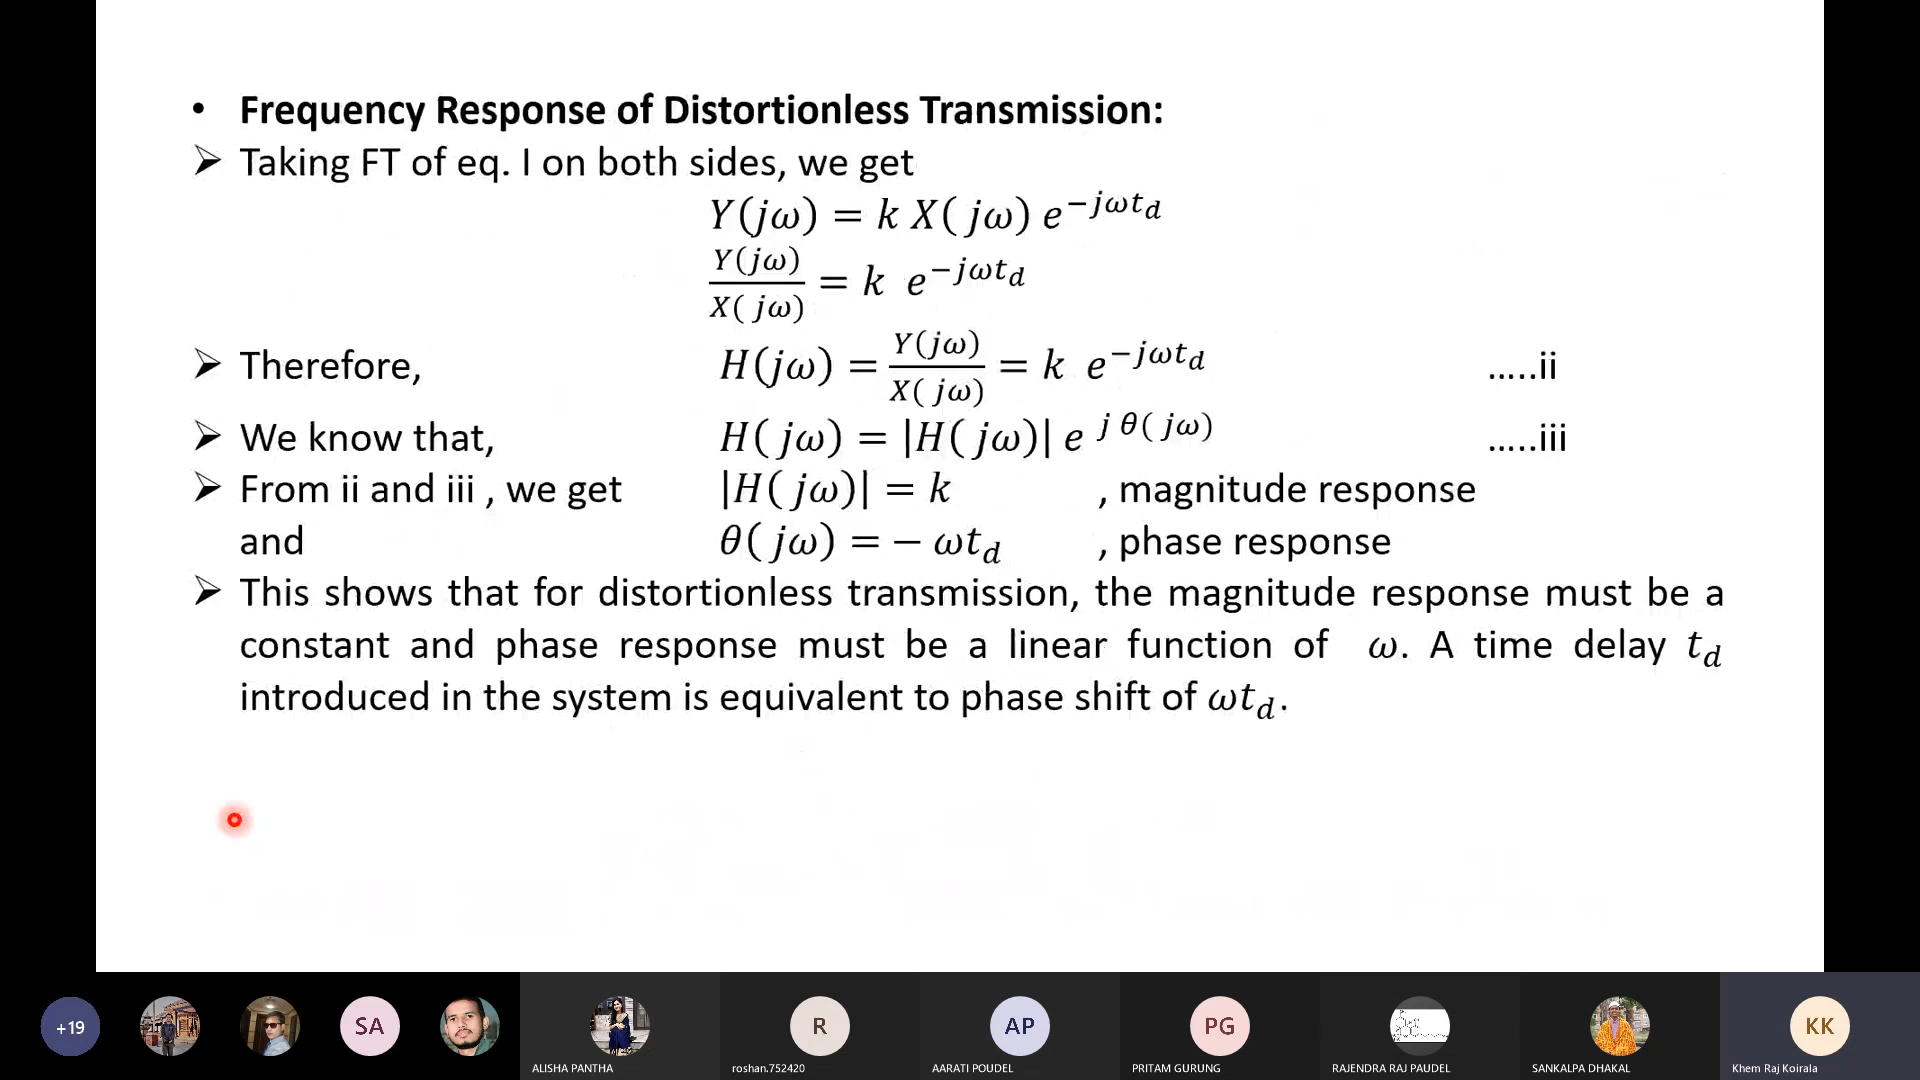 • Frequency Response of Distortionless Transmission:
➢ Taking FT of eq. I on both sides, we get
Y(jω) = k X( jω) e^{−jωt_d}
Y(jω)/X( jω) = k e^{−jωt_d}
➢ Therefore, H(jω) = Y(jω)/X( jω) = k e^{−jωt_d} .....ii
➢ We know that, H( jω) = |H( jω)| e^{j θ( jω)} .....iii
➢ From ii and iii , we get |H( jω)| = k , magnitude response
and θ( jω) = − ωt_d , phase response
➢ This shows that for distortionless transmission, the magnitude response must be a
constant and phase response must be a linear function of ω. A time delay t_d
introduced in the system is equivalent to phase shift of ωt_d.
+19
SA
R
AP
PG
KK
ALISHA PANTHA
roshan.752420
AARATI POUDEL
PRITAM GURUNG
RAJENDRA RAJ PAUDEL
SANKALPA DHAKAL
Khem Raj Koirala